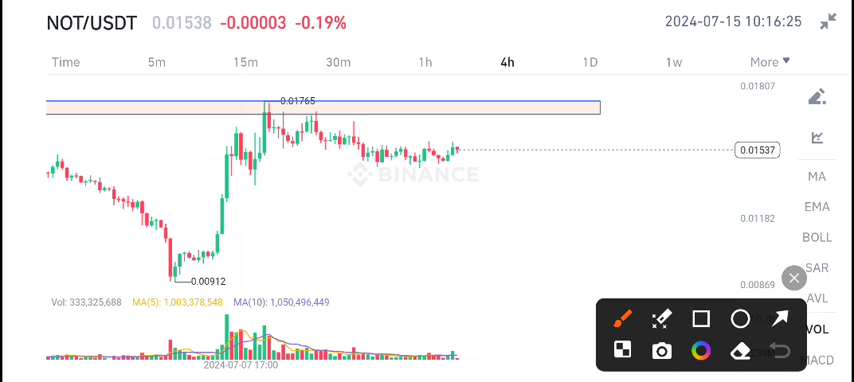 NOT/USDT 0.01538 -0.00003 -0.19% 2024-07-15 10:16:25
Time 5m 15m 30m 1h 4h 1D 1w More
0.01807
0.01765
0.01537
MA
BINANCE
EMA
0.01182
BOLL
SAR
0.00912
0.00869
AVL
Vol: 333,325,688 MA(5): 1,003,378,548 MA(10): 1,050,496,449
VOL
MACD
2024-07-07 17:00